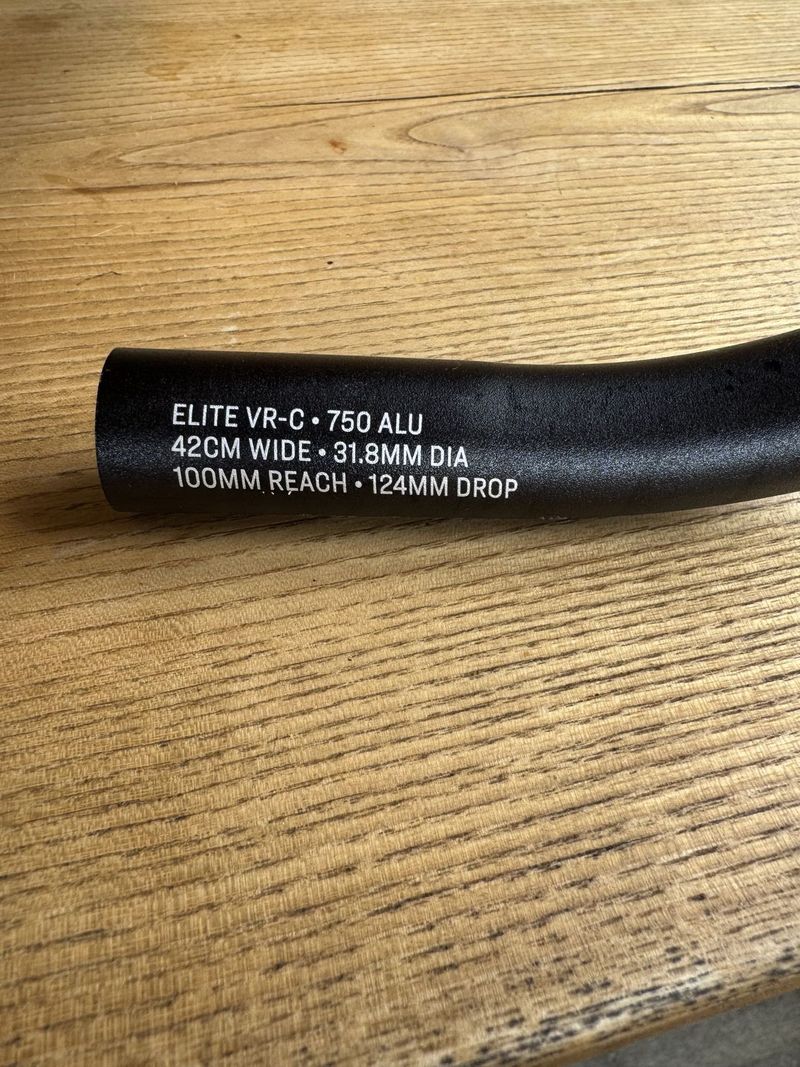 ELITE VR-C • 750 ALU
42CM WIDE • 31.8MM DIA
100MM REACH • 124MM DROP